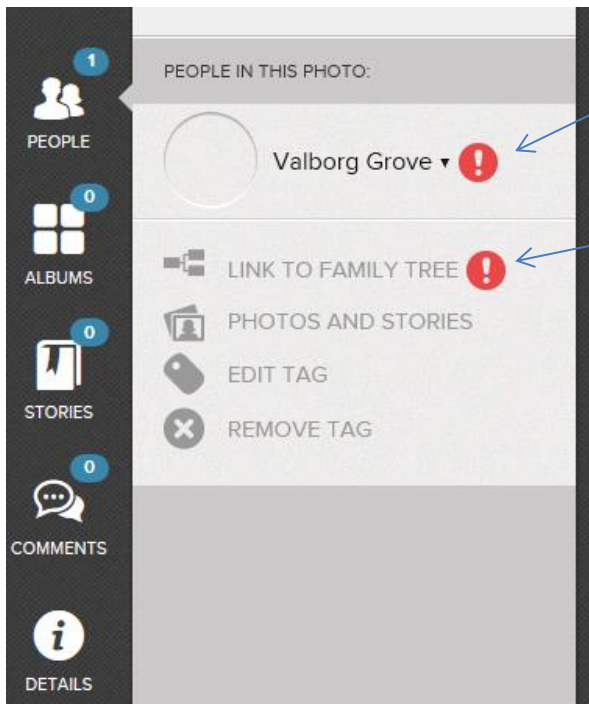 1
PEOPLE
0
ALBUMS
0
STORIES
0
COMMENTS
i
DETAILS
PEOPLE IN THIS PHOTO:
Valborg Grove ▾ !
LINK TO FAMILY TREE !
PHOTOS AND STORIES
EDIT TAG
REMOVE TAG